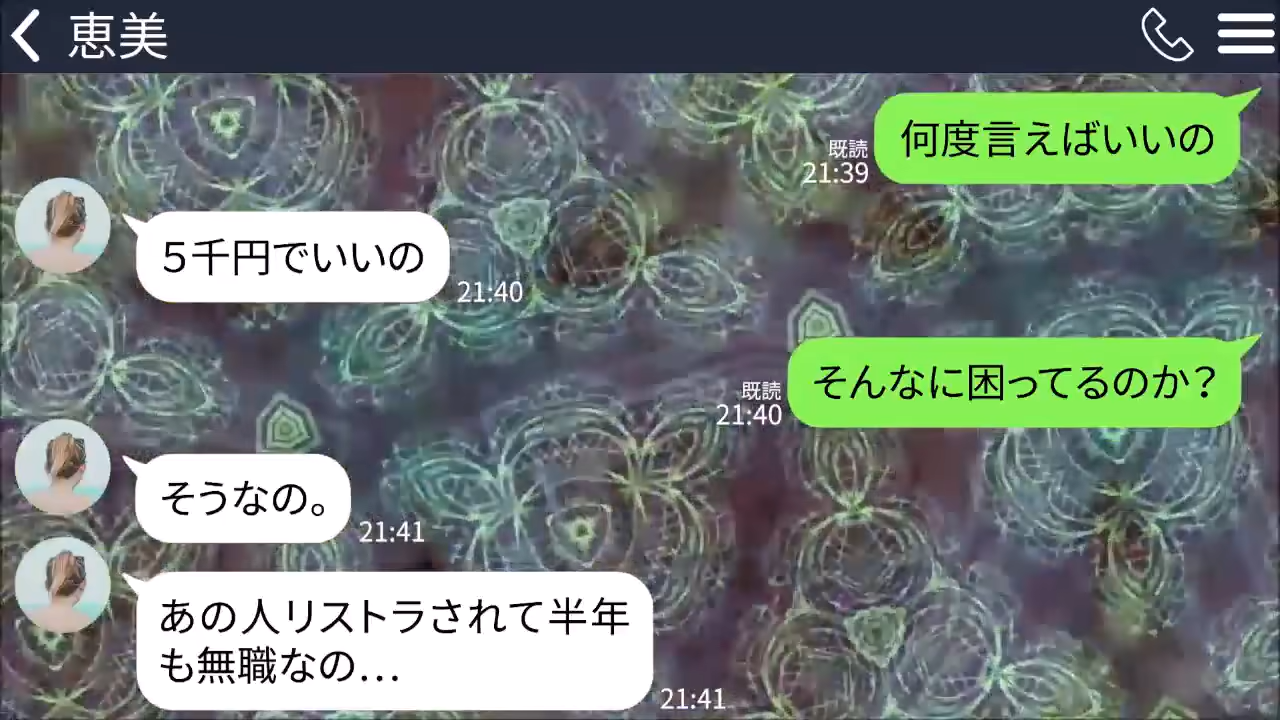 恵美
何度言えばいいの
既読
21:39
５千円でいいの
21:40
そんなに困ってるのか？
既読
21:40
そうなの。
21:41
あの人リストラされて半年
も無職なの…
21:41